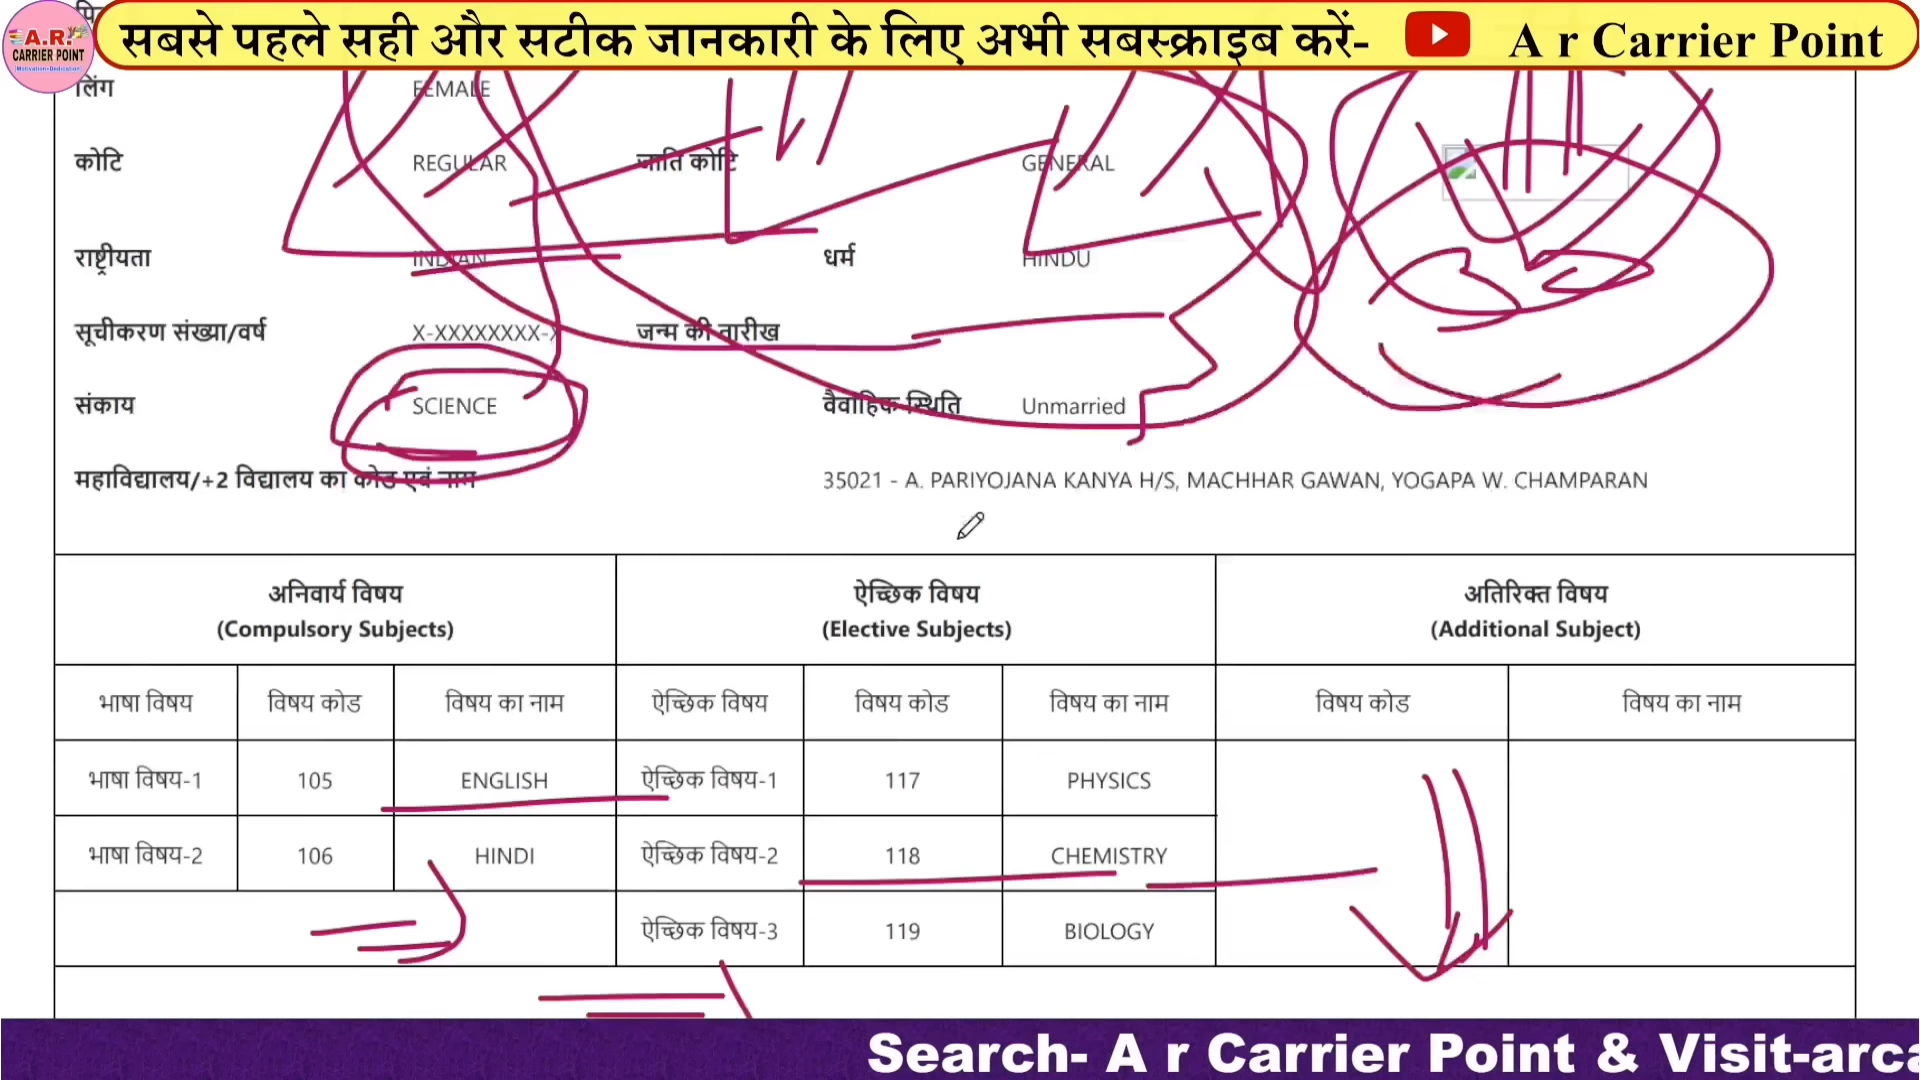 सबसे पहले सही और सटीक जानकारी के लिए अभी सबस्क्राइब करें- A r Carrier Point
A.R.
CARRIER POINT
(Motivation+Dedication)
लिंग FEMALE
कोटि REGULAR जाति कोटि GENERAL
राष्ट्रीयता INDIAN धर्म HINDU
सूचीकरण संख्या/वर्ष X-XXXXXXXX-X जन्म की तारीख
संकाय SCIENCE वैवाहिक स्थिति Unmarried
महाविद्यालय/+2 विद्यालय का कोड एवं नाम 35021 - A. PARIYOJANA KANYA H/S, MACHHAR GAWAN, YOGAPA W. CHAMPARAN
अनिवार्य विषय ऐच्छिक विषय अतिरिक्त विषय
(Compulsory Subjects) (Elective Subjects) (Additional Subject)
भाषा विषय विषय कोड विषय का नाम ऐच्छिक विषय विषय कोड विषय का नाम विषय कोड विषय का नाम
भाषा विषय-1 105 ENGLISH ऐच्छिक विषय-1 117 PHYSICS
भाषा विषय-2 106 HINDI ऐच्छिक विषय-2 118 CHEMISTRY
ऐच्छिक विषय-3 119 BIOLOGY
Search- A r Carrier Point & Visit-arca